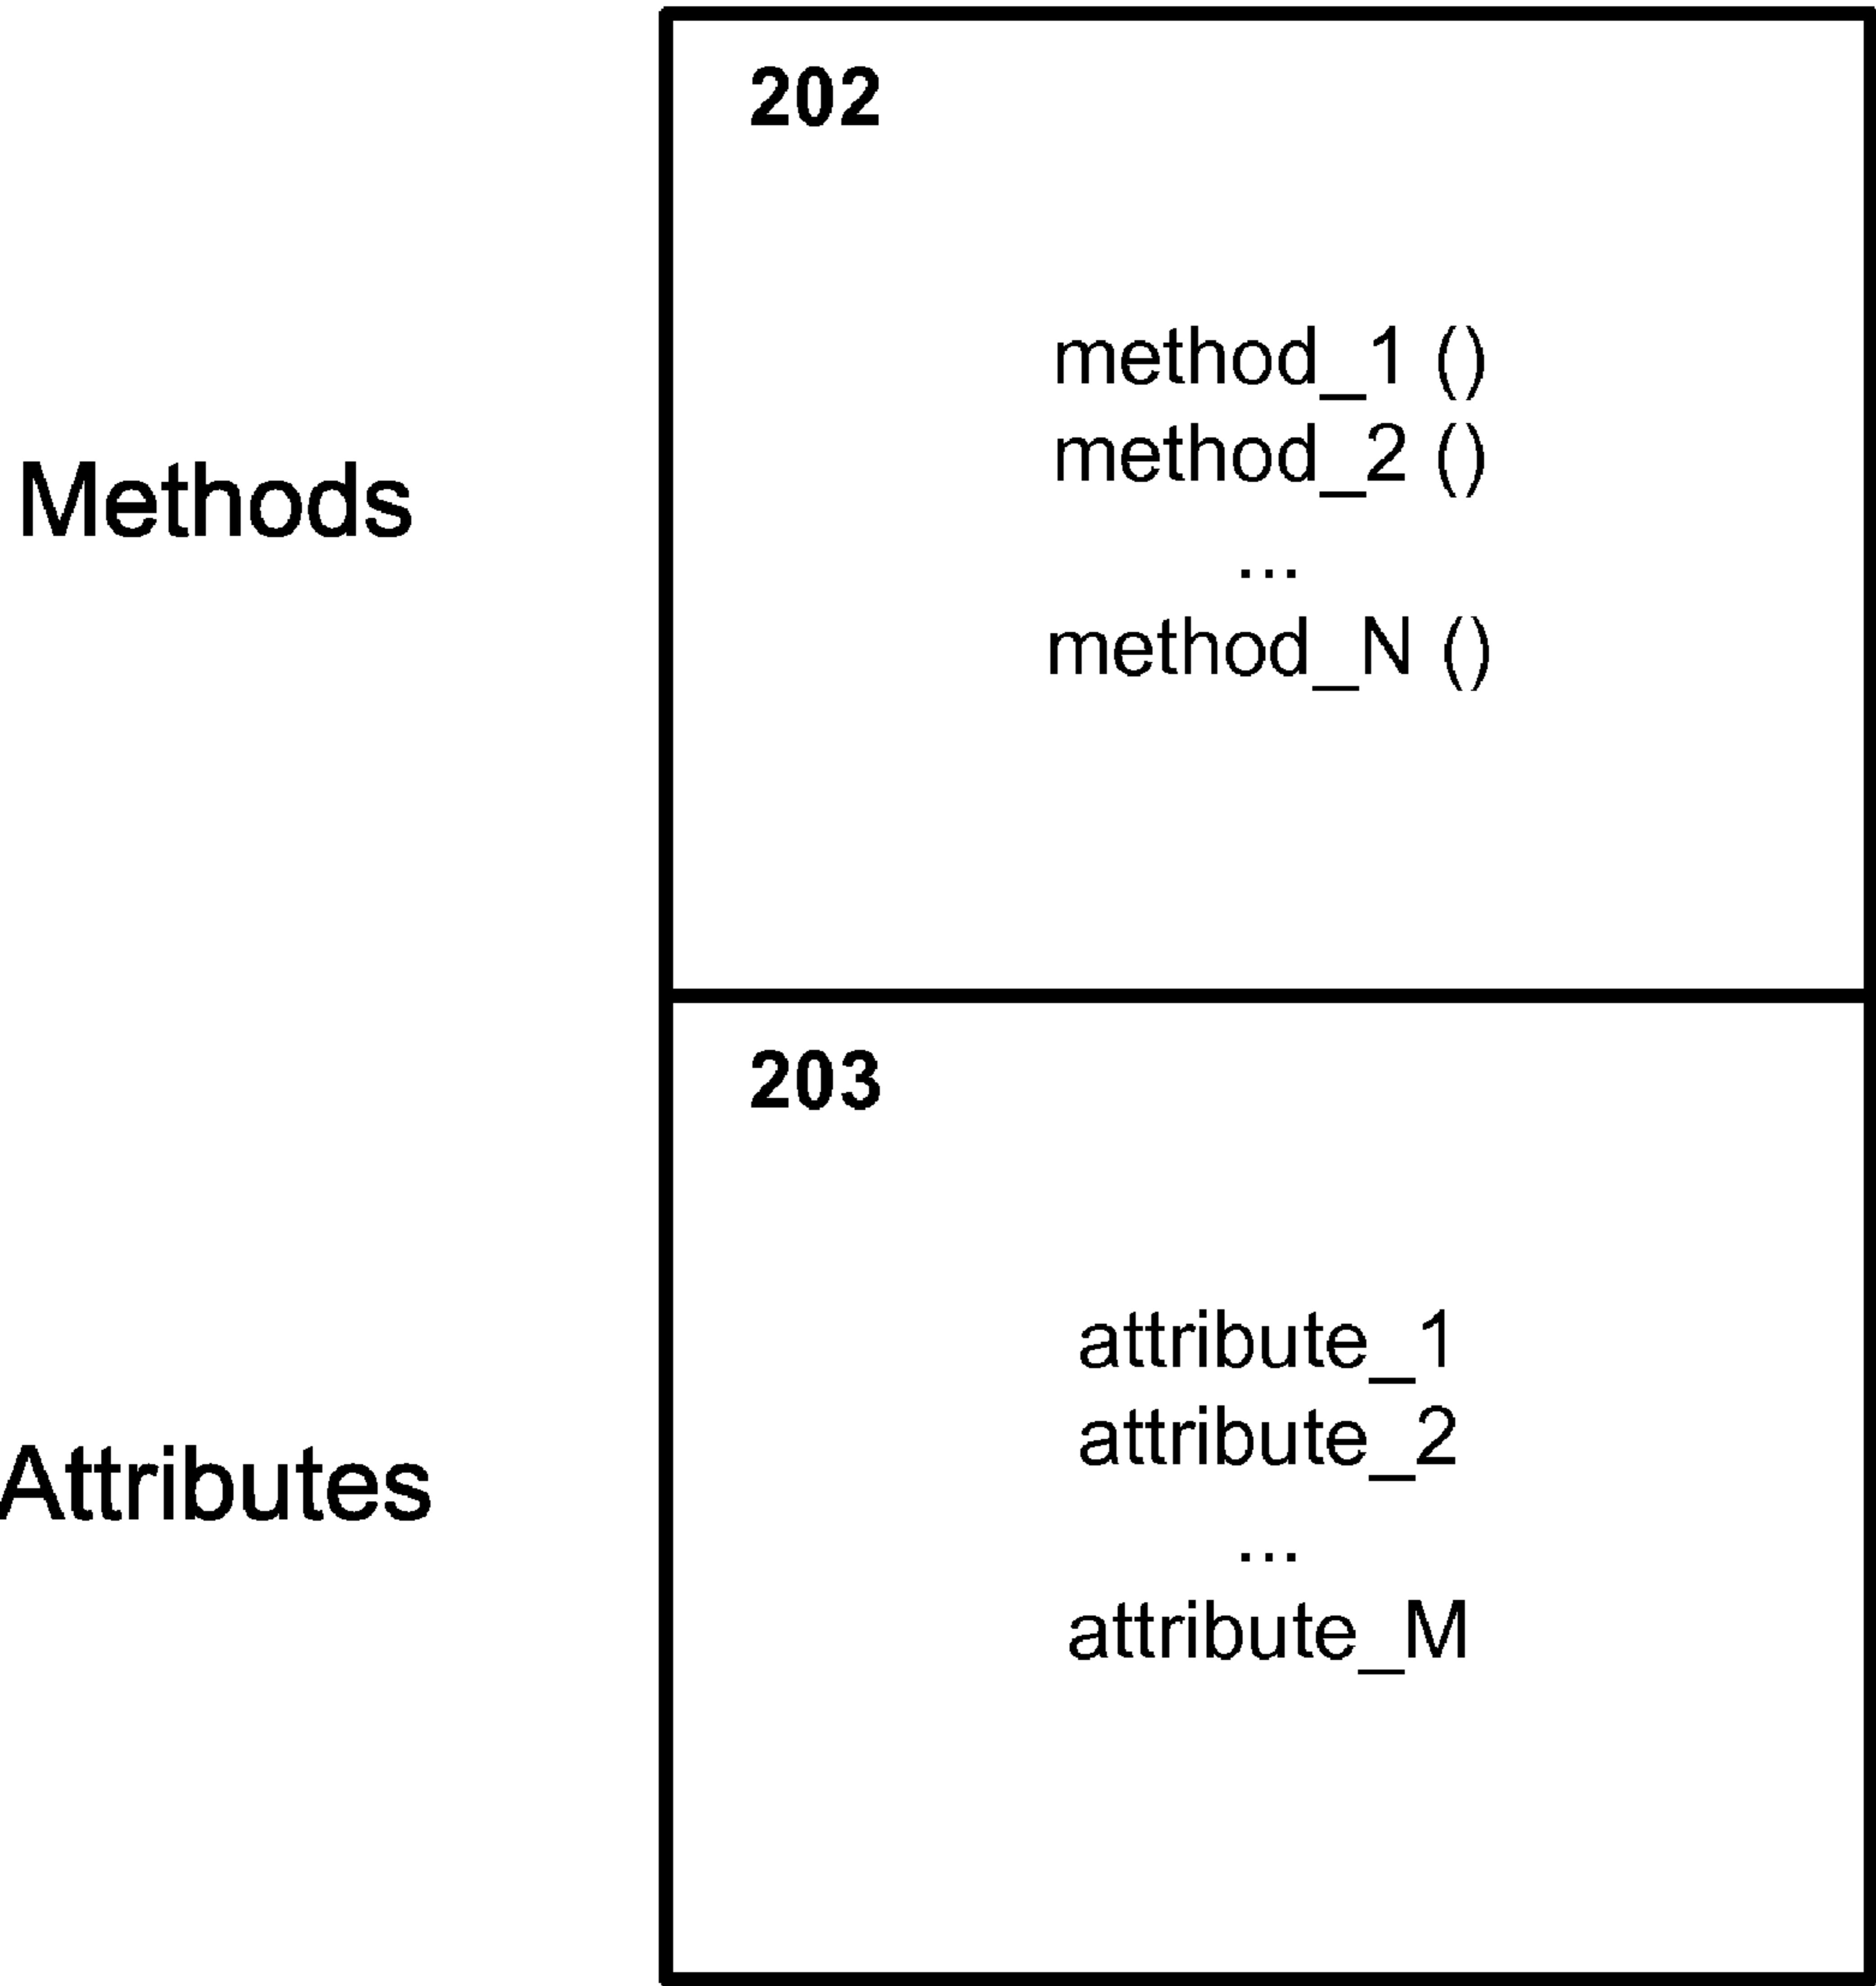 202
Methods
method_1 ()
method_2 ()
...
method_N ()
203
Attributes
attribute_1
attribute_2
...
attribute_M